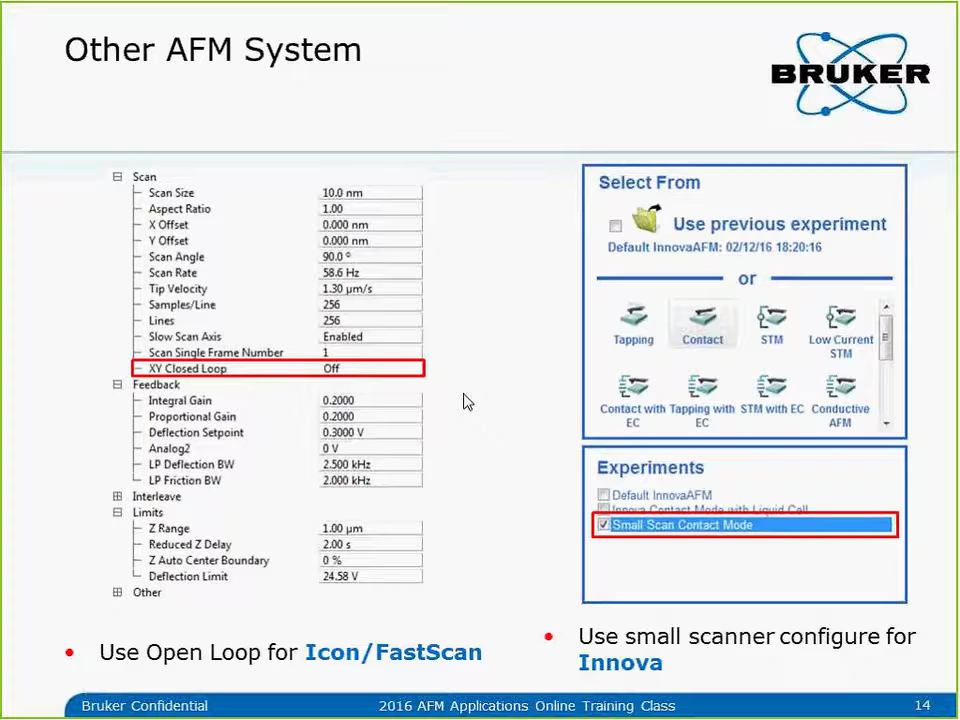 Other AFM System
BRUKER
Scan
Scan Size 10.0 nm
Aspect Ratio 1.00
X Offset 0.000 nm
Y Offset 0.000 nm
Scan Angle 90.0 º
Scan Rate 58.6 Hz
Tip Velocity 1.30 µm/s
Samples/Line 256
Lines 256
Slow Scan Axis Enabled
Scan Single Frame Number 1
XY Closed Loop Off
Feedback
Integral Gain 0.2000
Proportional Gain 0.2000
Deflection Setpoint 0.3000 V
Analog2 0 V
LP Deflection BW 2.500 kHz
LP Friction BW 2.000 kHz
Interleave
Limits
Z Range 1.00 µm
Reduced Z Delay 2.00 s
Z Auto Center Boundary 0 %
Deflection Limit 24.58 V
Other
• Use Open Loop for Icon/FastScan
Select From
Use previous experiment
Default InnovaAFM: 02/12/16 18:20:16
or
Tapping Contact STM Low Current
STM
Contact with Tapping with STM with EC Conductive
EC EC AFM
Experiments
Default InnovaAFM
Innova Contact Mode with Liquid Cell
Small Scan Contact Mode
• Use small scanner configure for
Innova
Bruker Confidential 2016 AFM Applications Online Training Class 14